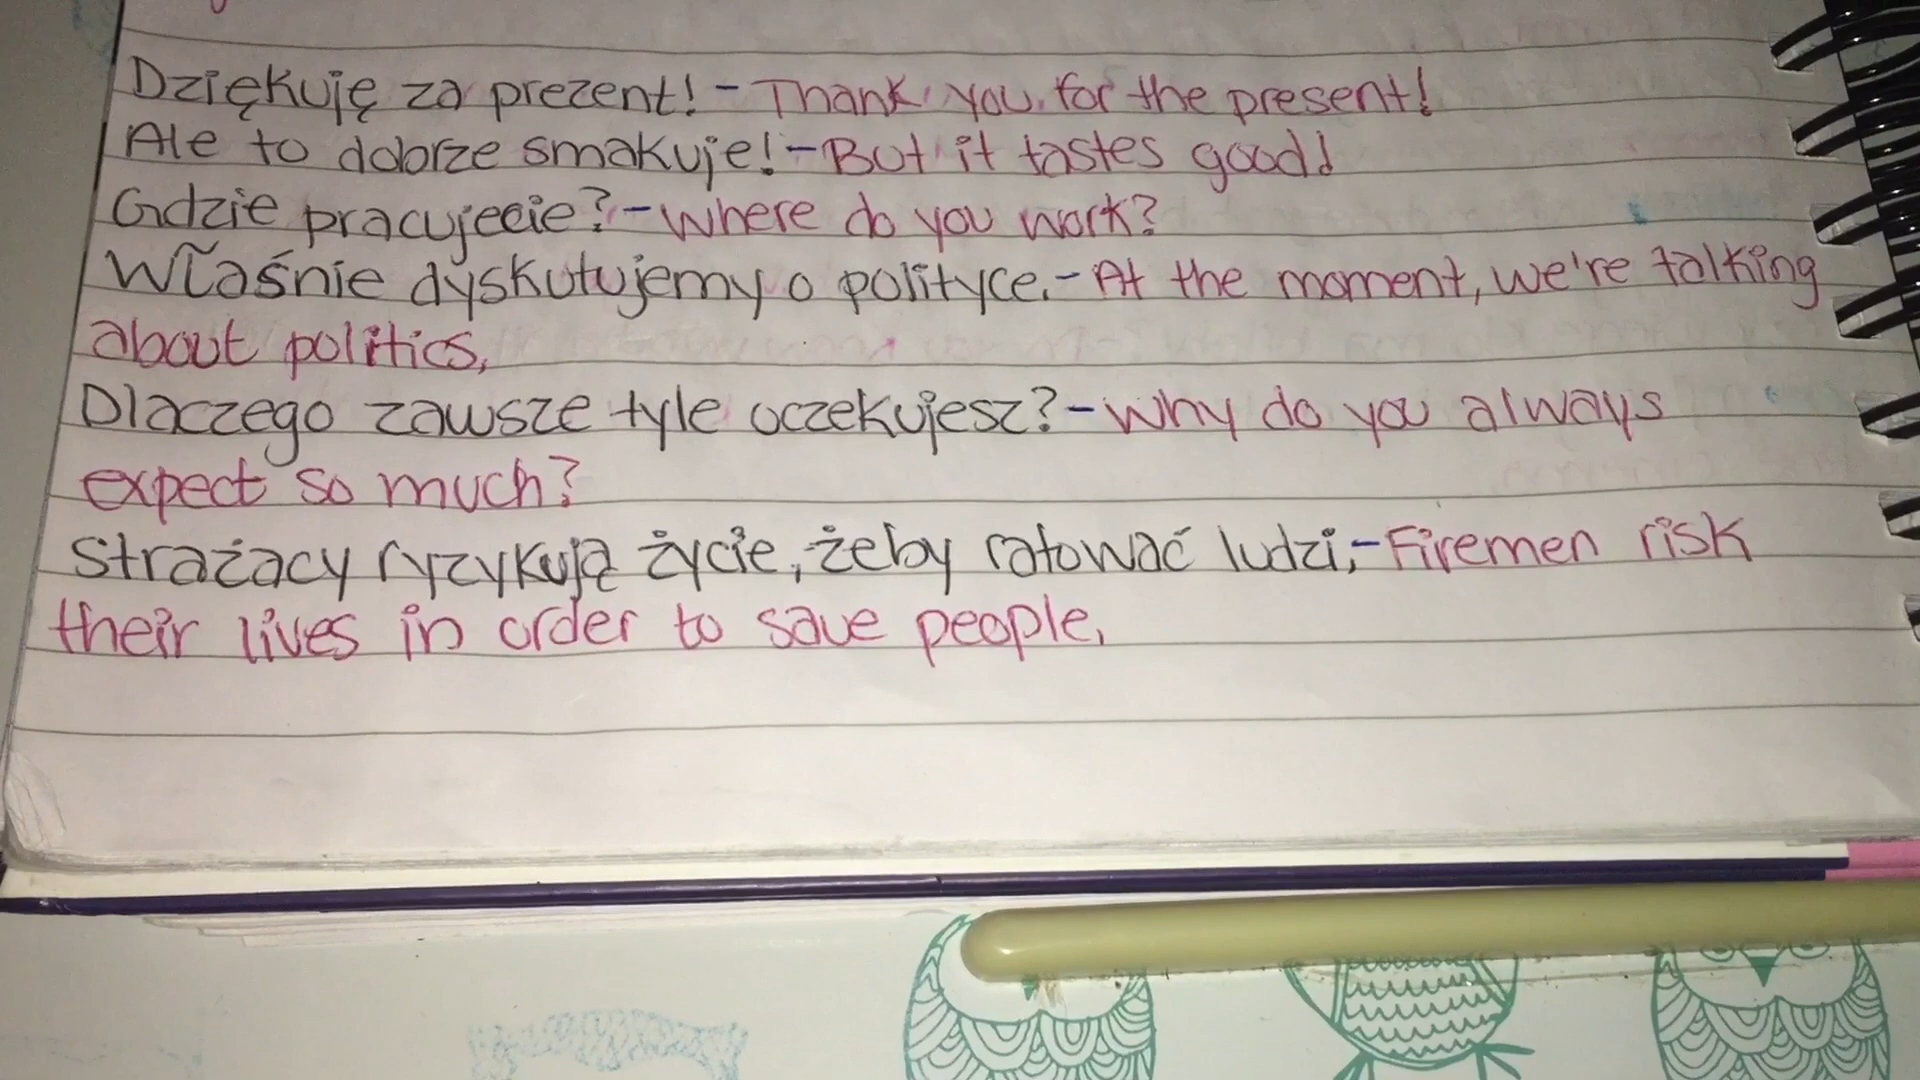 Dziękuję za prezent! - Thank you for the present!
Ale to dobrze smakuje! - But it tastes good!
Gdzie pracujecie? - Where do you work?
Właśnie dyskutujemy o polityce. - At the moment, we're talking
about politics.
Dlaczego zawsze tyle oczekujesz? - Why do you always
expect so much?
Strażacy ryzykują życie, żeby ratować ludzi. - Firemen risk
their lives in order to save people.